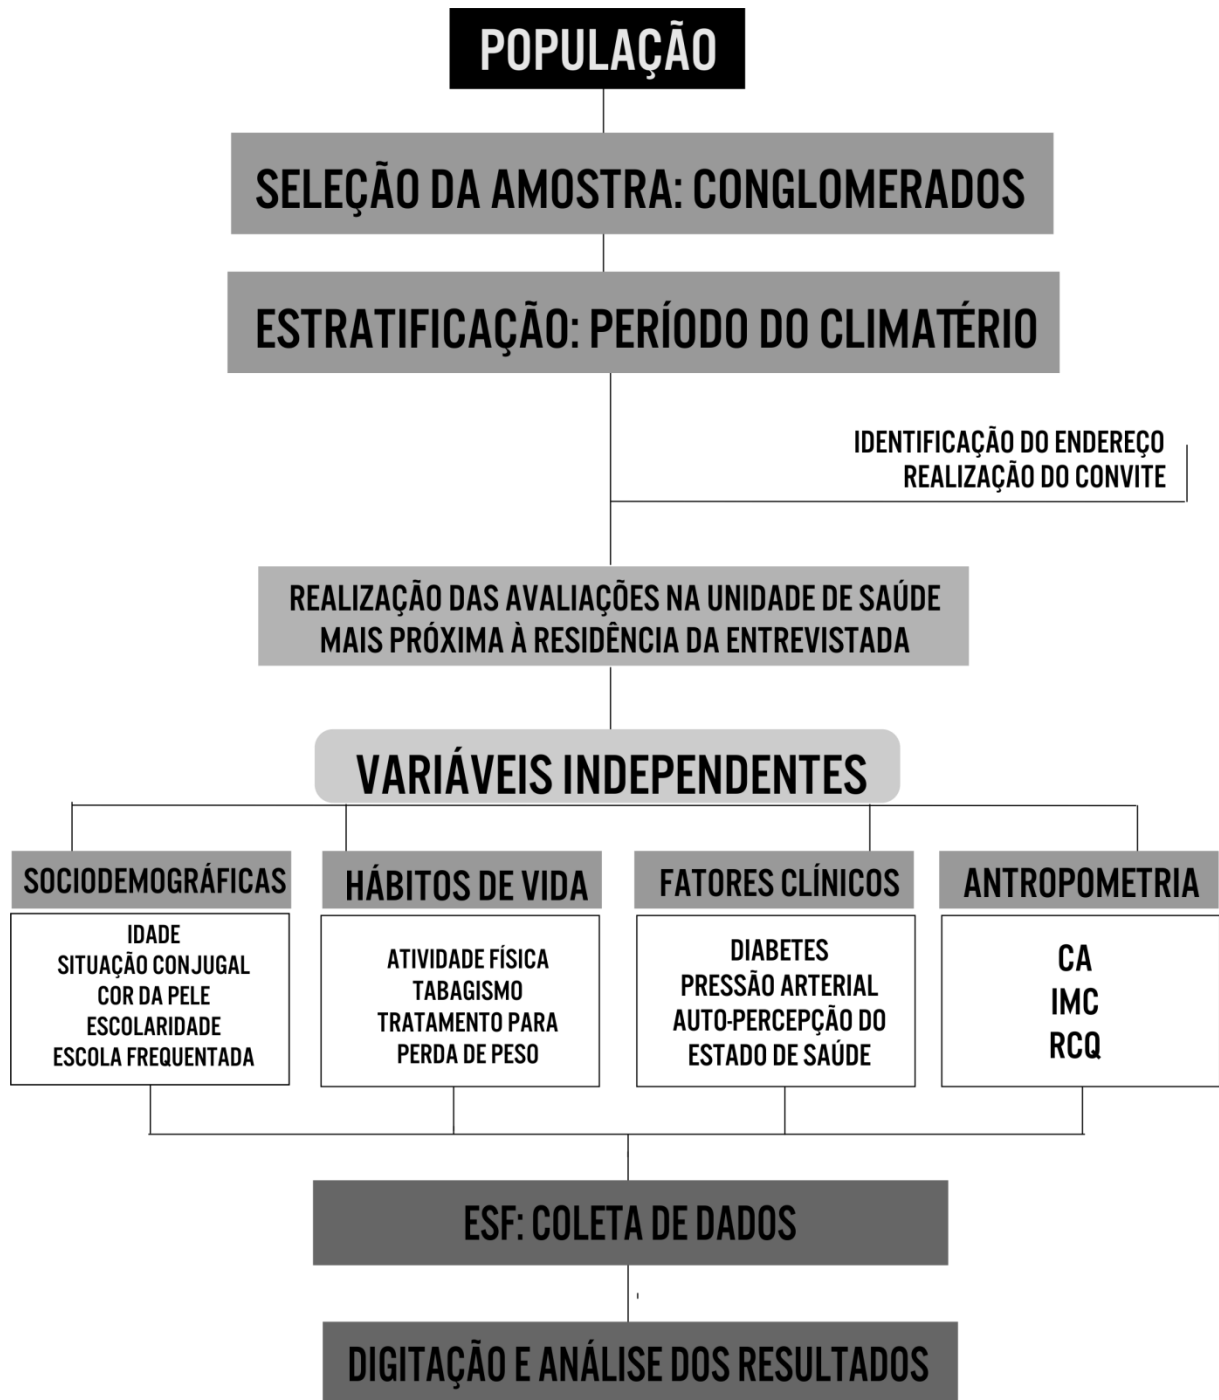 POPULAÇÃO
SELEÇÃO DA AMOSTRA: CONGLOMERADOS
ESTRATIFICAÇÃO: PERÍODO DO CLIMATÉRIO
IDENTIFICAÇÃO DO ENDEREÇO
REALIZAÇÃO DO CONVITE
REALIZAÇÃO DAS AVALIAÇÕES NA UNIDADE DE SAÚDE
MAIS PRÓXIMA À RESIDÊNCIA DA ENTREVISTADA
VARIÁVEIS INDEPENDENTES
SOCIODEMOGRÁFICAS
IDADE
SITUAÇÃO CONJUGAL
COR DA PELE
ESCOLARIDADE
ESCOLA FREQUENTADA
HÁBITOS DE VIDA
ATIVIDADE FÍSICA
TABAGISMO
TRATAMENTO PARA
PERDA DE PESO
FATORES CLÍNICOS
DIABETES
PRESSÃO ARTERIAL
AUTO-PERCEPÇÃO DO
ESTADO DE SAÚDE
ANTROPOMETRIA
CA
IMC
RCQ
ESF: COLETA DE DADOS
DIGITAÇÃO E ANÁLISE DOS RESULTADOS